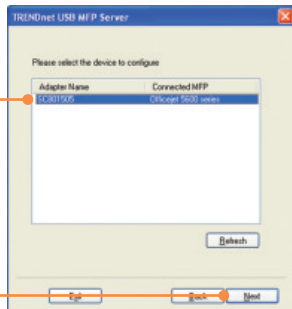 TRENDnet USB MFP Server
Please select the device to configure
Adapter Name Connected MFP
SC001505 Officejet 5600 series
Refresh
Exit Back Next